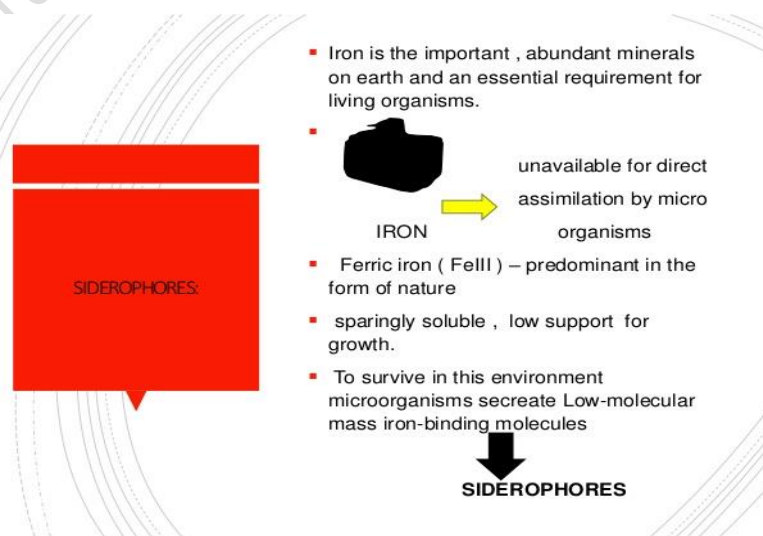 SIDEROPHORES:
Iron is the important , abundant minerals
on earth and an essential requirement for
living organisms.
unavailable for direct
assimilation by micro
IRON organisms
Ferric iron ( FeIII ) – predominant in the
form of nature
sparingly soluble , low support for
growth.
To survive in this environment
microorganisms secreate Low-molecular
mass iron-binding molecules
SIDEROPHORES